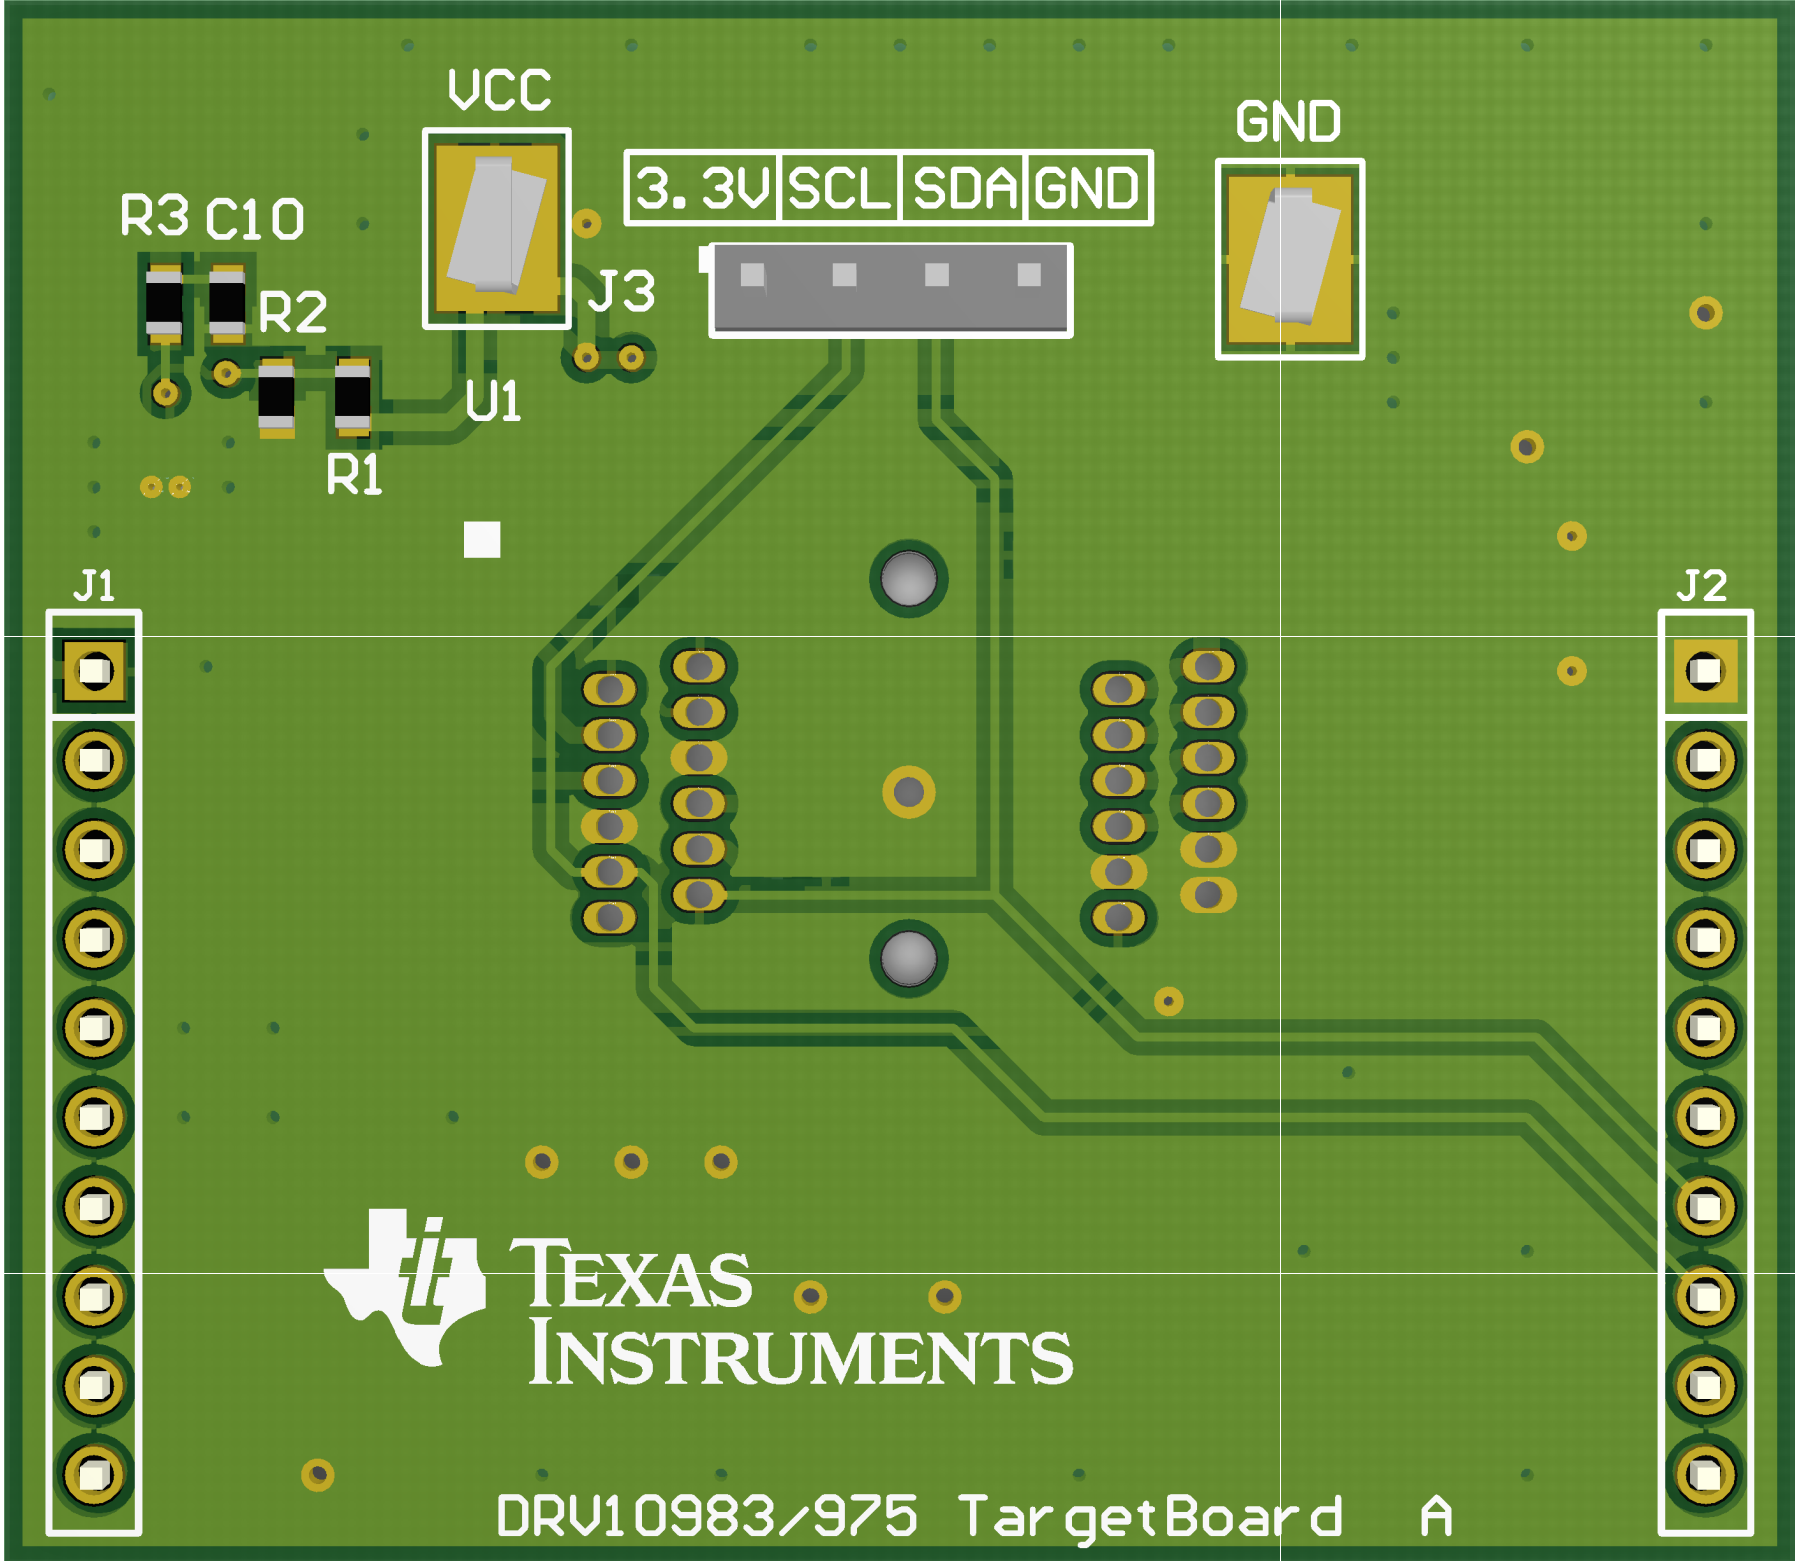 VCC
GND
3.3V SCL SDA GND
R3 C10
J3
R2
U1
R1
J1
J2
TEXAS
INSTRUMENTS
DRV10983/975 TargetBoard A